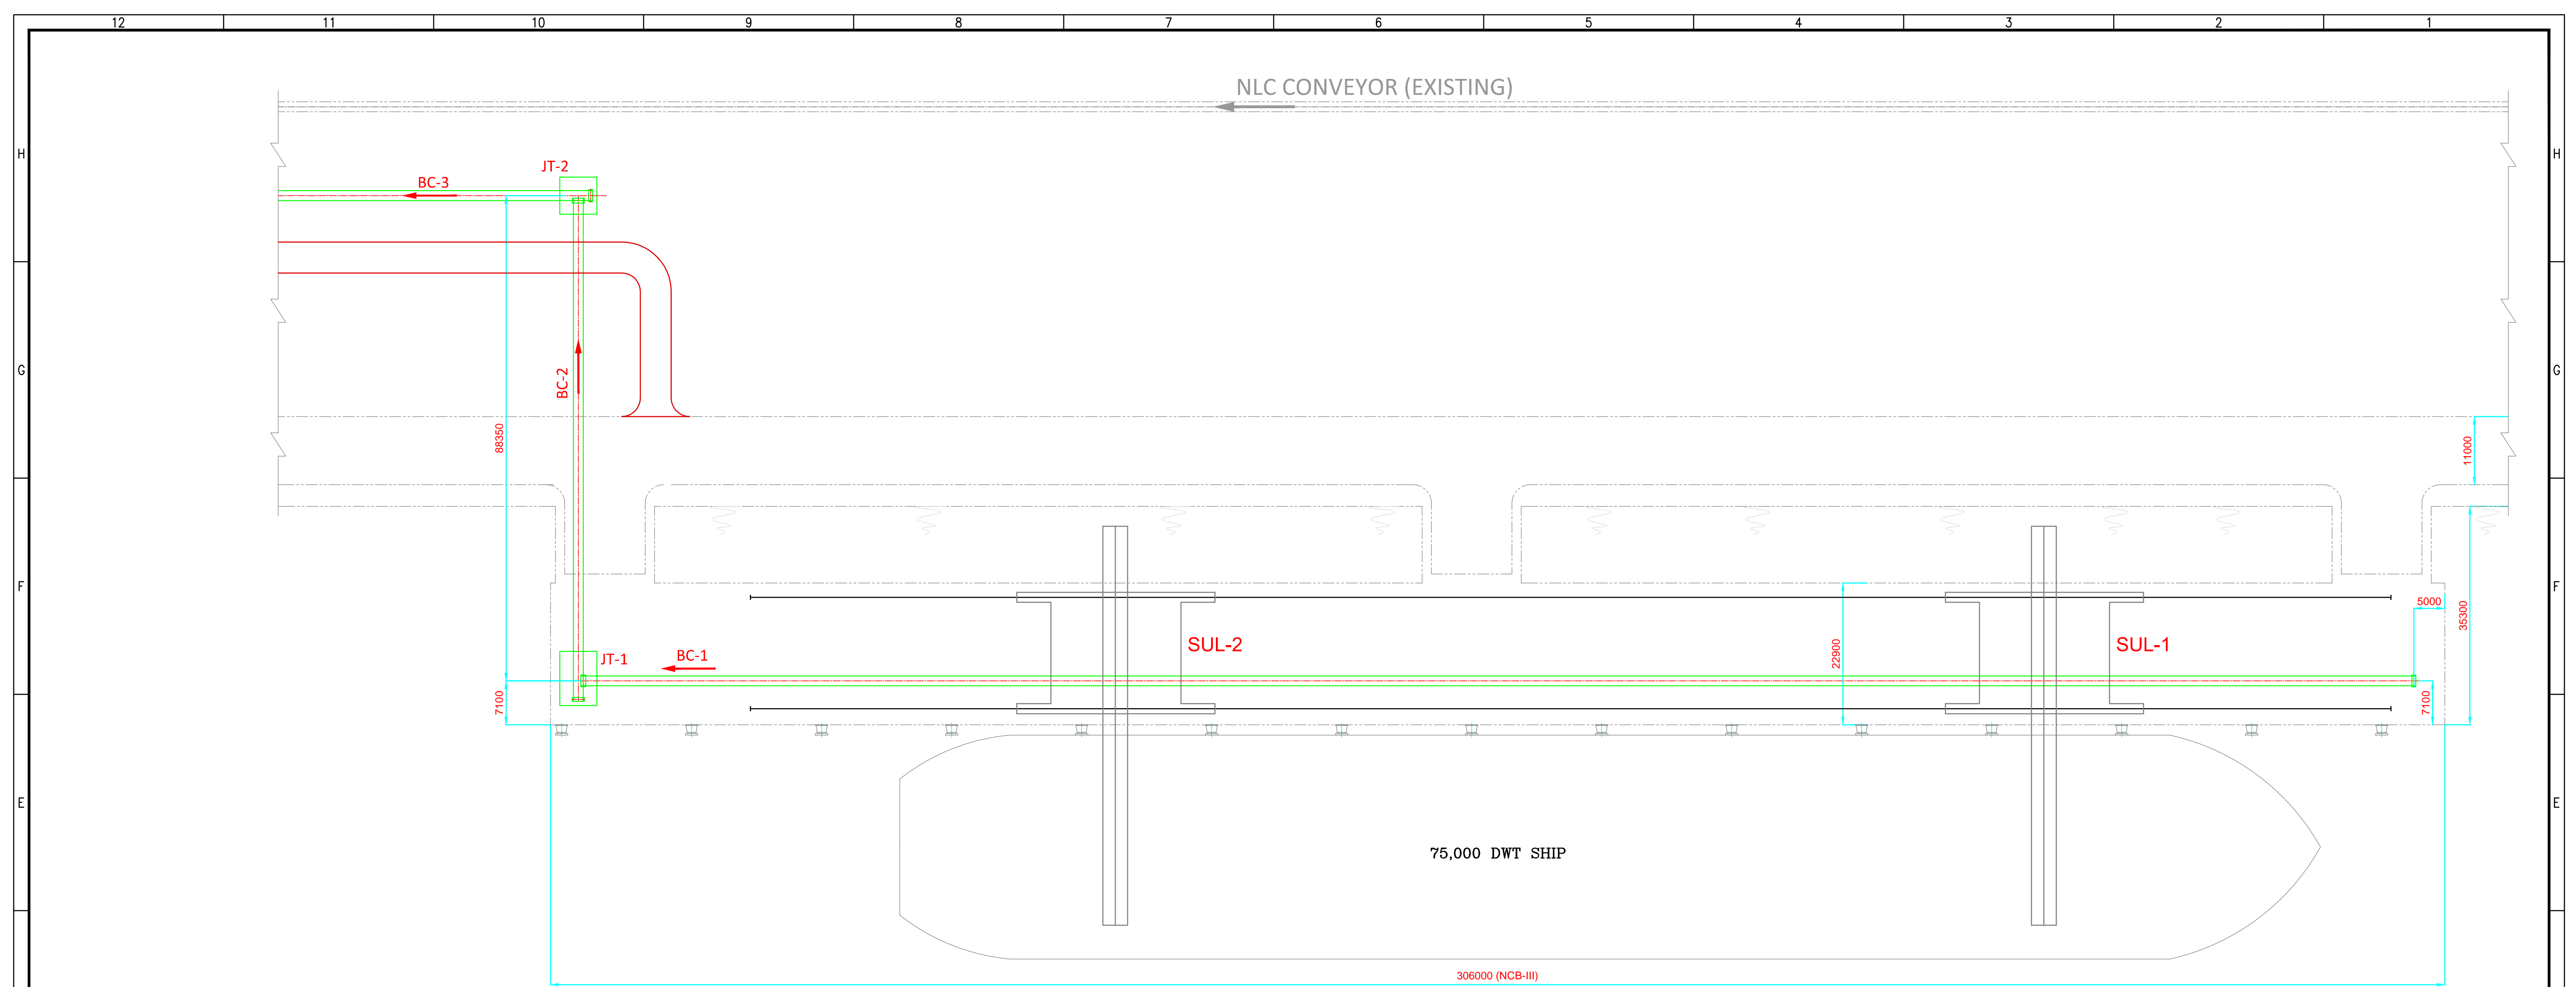 12 11 10 9 8 7 6 5 4 3 2 1
NLC CONVEYOR (EXISTING)
H H
JT-2
BC-3
G G
BC-2
88350
11000
F F
5000
35300
SUL-2
SUL-1
22900
JT-1
BC-1
7100
7100
E E
75,000 DWT SHIP
306000 (NCB-III)